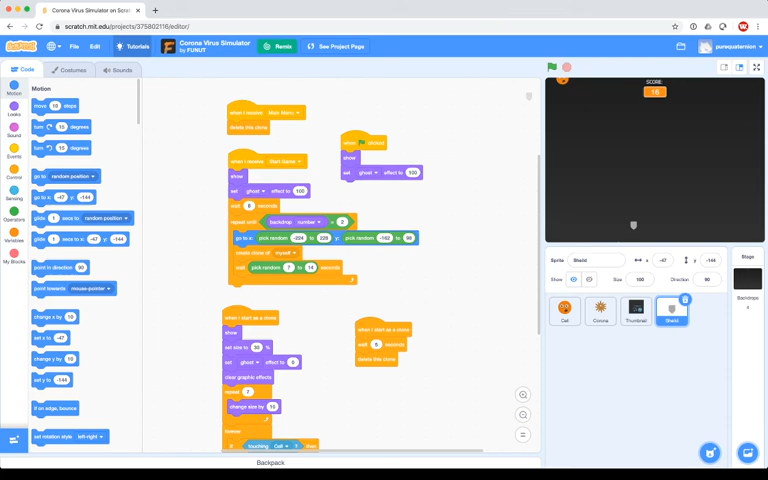 Corona Virus Simulator on Scra
scratch.mit.edu/projects/375802116/editor/
SCRATCH
File
Edit
Tutorials
Corona Virus Simulator
by FUNUT
Remix
See Project Page
purequaternion
Code
Costumes
Sounds
Motion
Looks
Sound
Events
Control
Sensing
Operators
Variables
My Blocks
Motion
move 10 steps
turn 15 degrees
turn 15 degrees
go to random position
go to x: -47 y: -144
glide 1 secs to random position
glide 1 secs to x: -47 y: -144
point in direction 90
point towards mouse-pointer
change x by 10
set x to -47
change y by 10
set y to -144
if on edge, bounce
set rotation style left-right
when I receive Main Menu
delete this clone
when clicked
show
set ghost effect to 100
when I receive Start Game
show
set ghost effect to 100
wait 8 seconds
repeat until backdrop number = 3
go to x: pick random -224 to 228 y: pick random -162 to 98
create clone of myself
wait pick random 7 to 14 seconds
when I start as a clone
show
set size to 33 %
set ghost effect to 0
clear graphic effects
repeat 7
change size by 10
forever
if touching Cell ? then
when I start as a clone
wait 5 seconds
delete this clone
Backpack
SCORE:
16
Sprite
Sheild
x -47
y -144
Show
Size 100
Direction 90
Cell
Corona
Thumbnail
Sheild
Stage
Backdrops
4